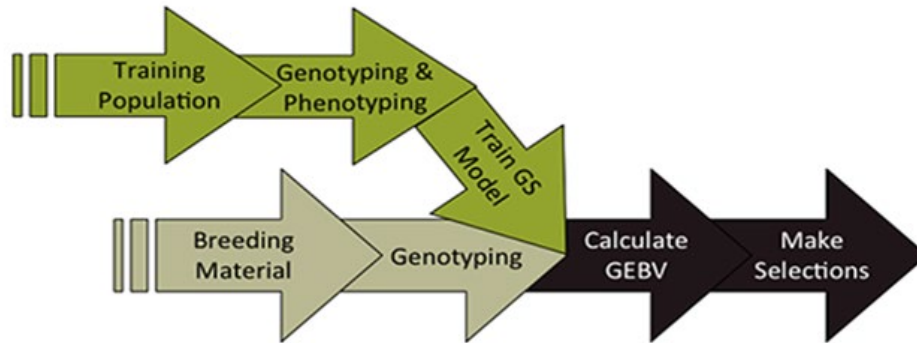 Training
Population
Genotyping &
Phenotyping
Train GS
Model
Breeding
Material
Genotyping
Calculate
GEBV
Make
Selections